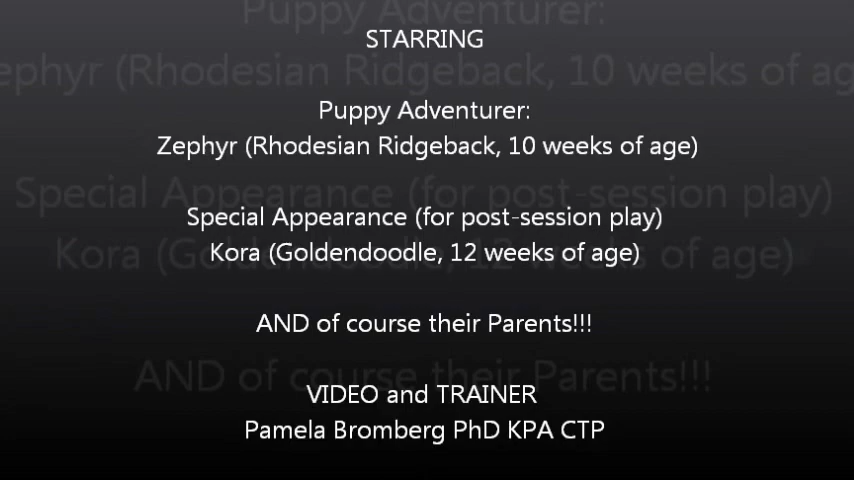 STARRING
Puppy Adventurer:
Zephyr (Rhodesian Ridgeback, 10 weeks of age)
Special Appearance (for post-session play)
Kora (Goldendoodle, 12 weeks of age)
AND of course their Parents!!!
VIDEO and TRAINER
Pamela Bromberg PhD KPA CTP